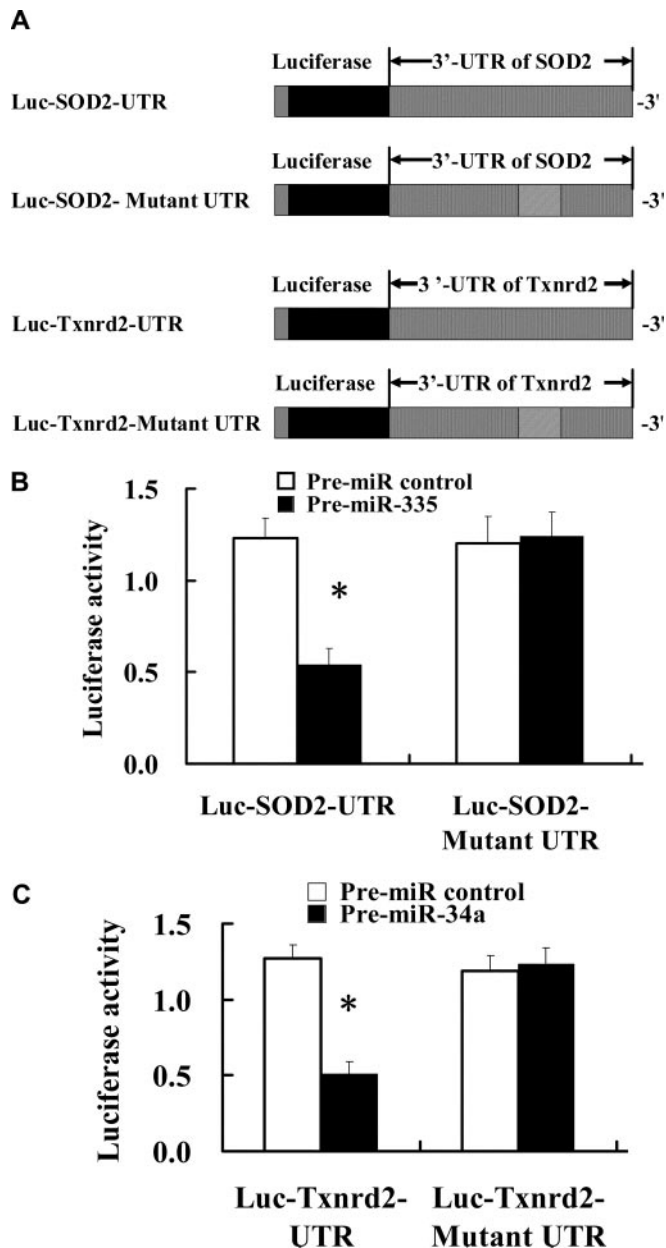 A
Luciferase 3'-UTR of SOD2
Luc-SOD2-UTR -3'
Luciferase 3'-UTR of SOD2
Luc-SOD2- Mutant UTR -3'
Luciferase 3 '-UTR of Txnrd2
Luc-Txnrd2-UTR -3'
Luciferase 3'-UTR of Txnrd2
Luc-Txnrd2-Mutant UTR -3'
B
Pre-miR control
Pre-miR-335
Luciferase activity
1.5
1.0
0.5
0.0
*
Luc-SOD2-UTR
Luc-SOD2-
Mutant UTR
C
Pre-miR control
Pre-miR-34a
Luciferase activity
1.5
1.0
0.5
0.0
*
Luc-Txnrd2-
UTR
Luc-Txnrd2-
Mutant UTR